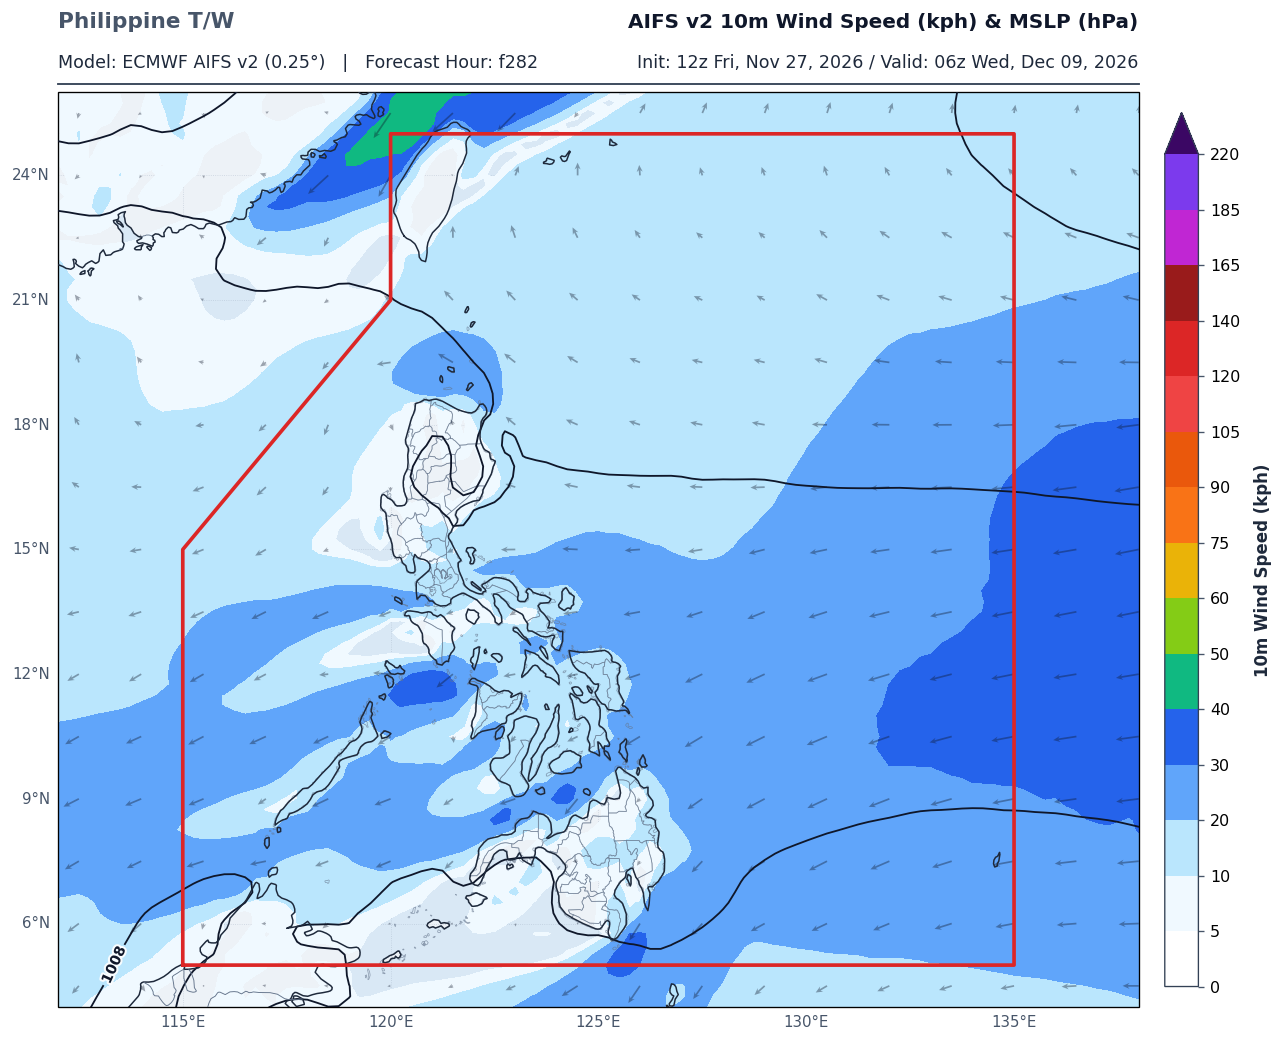 Philippine T/W
AIFS v2 10m Wind Speed (kph) & MSLP (hPa)
Model: ECMWF AIFS v2 (0.25°)   |   Forecast Hour: f282
Init: 12z Fri, Nov 27, 2026 / Valid: 06z Wed, Dec 09, 2026
24°N
21°N
18°N
15°N
12°N
9°N
6°N
1008
115°E
120°E
125°E
130°E
135°E
220
185
165
140
120
105
90
75
60
50
40
30
20
10
5
0
10m Wind Speed (kph)